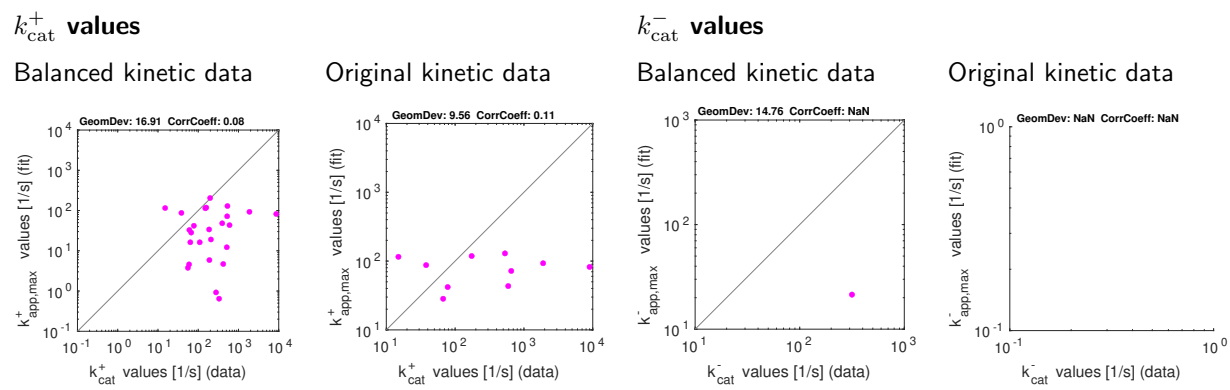 k⁺cat values
k⁻cat values
Balanced kinetic data
Original kinetic data
Balanced kinetic data
Original kinetic data
GeomDev: 16.91 CorrCoeff: 0.08
10⁴
10³
10²
10¹
10⁰
10⁻¹
k⁺app,max values [1/s] (fit)
10⁻¹ 10⁰ 10¹ 10² 10³ 10⁴
k⁺cat values [1/s] (data)
GeomDev: 9.56 CorrCoeff: 0.11
10⁴
10³
10²
10¹
k⁺app,max values [1/s] (fit)
10¹ 10² 10³ 10⁴
k⁺cat values [1/s] (data)
GeomDev: 14.76 CorrCoeff: NaN
10³
10²
10¹
k⁻app,max values [1/s] (fit)
10¹ 10² 10³
k⁻cat values [1/s] (data)
GeomDev: NaN CorrCoeff: NaN
10⁰
10⁻¹
k⁻app,max values [1/s] (fit)
10⁻¹ 10⁰
k⁻cat values [1/s] (data)